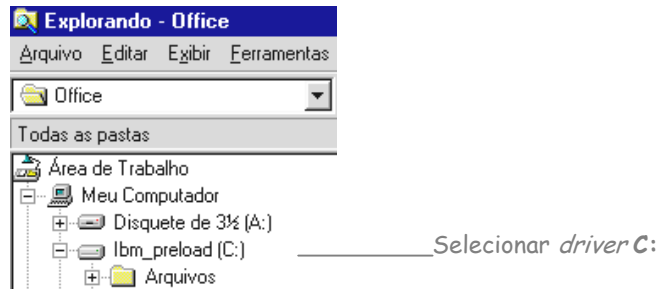 Explorando - Office
Arquivo Editar Exibir Ferramentas
Office
Todas as pastas
Área de Trabalho
Meu Computador
Disquete de 3½ (A:)
Ibm_preload (C:) __________Selecionar driver C:
Arquivos